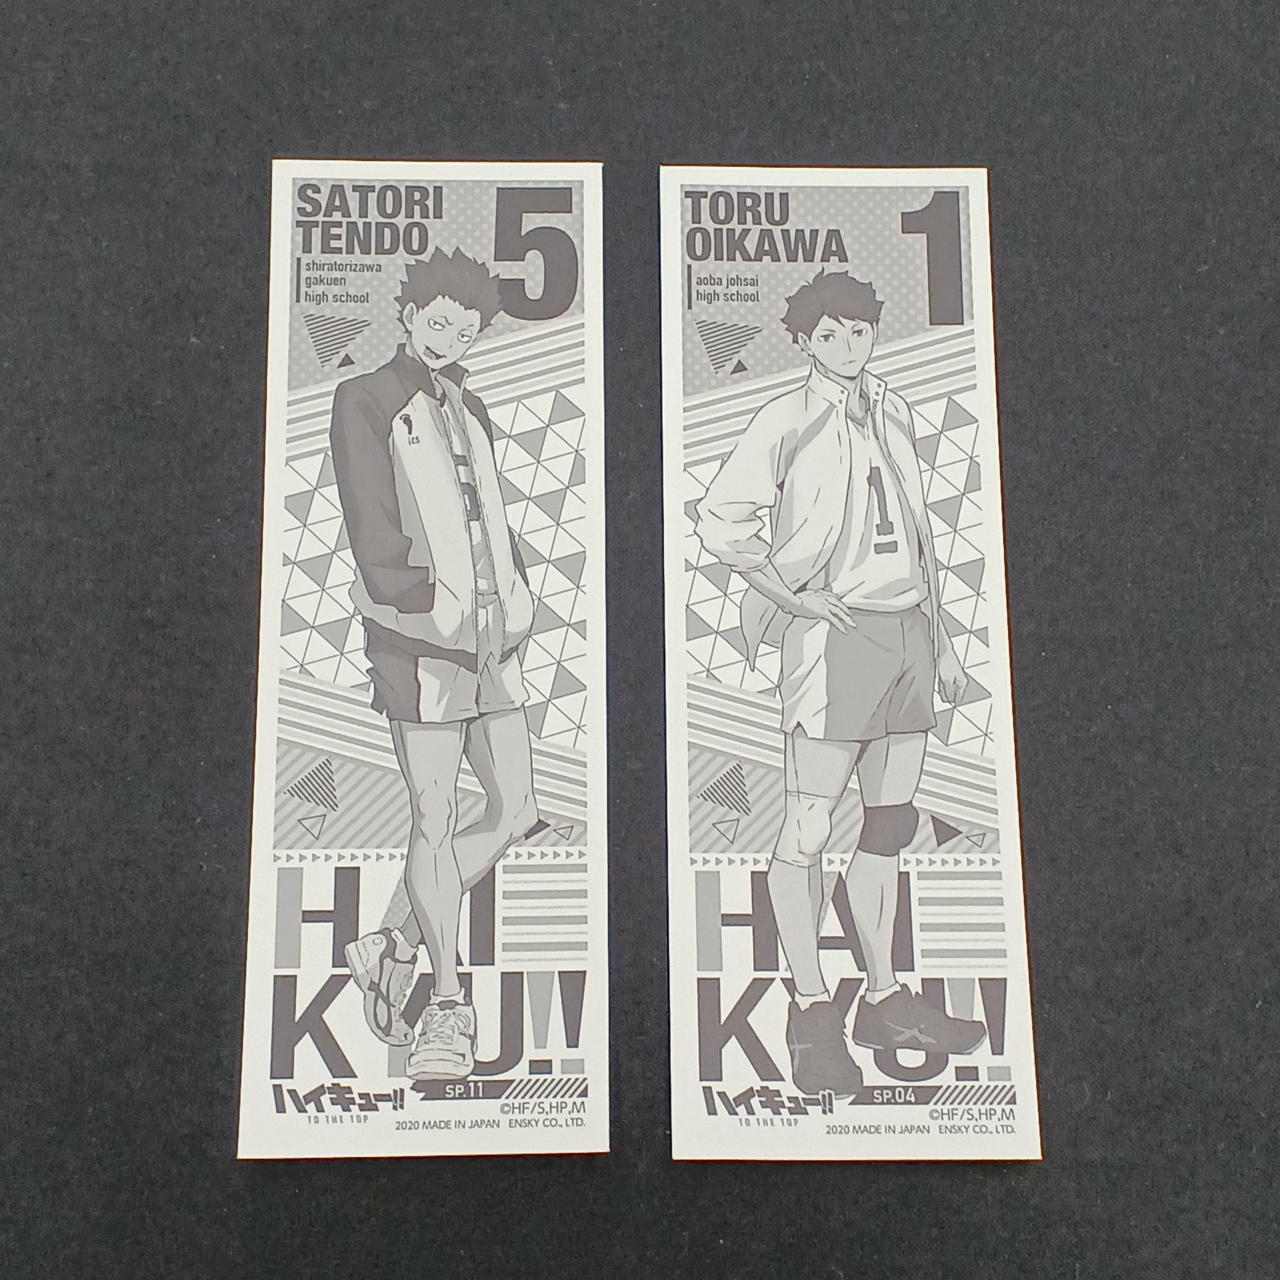 SATORI
TENDO
5
shiratorizawa
gakuen
high school
ics
HAI
KYU!!
ハイキュー!!
TO THE TOP
SP.11
©HF/S,HP,M
2020 MADE IN JAPAN ENSKY CO., LTD.
TORU
OIKAWA
1
aoba johsai
high school
1
HAI
KYU!!
ハイキュー!!
TO THE TOP
SP.04
©HF/S,HP,M
2020 MADE IN JAPAN ENSKY CO., LTD.